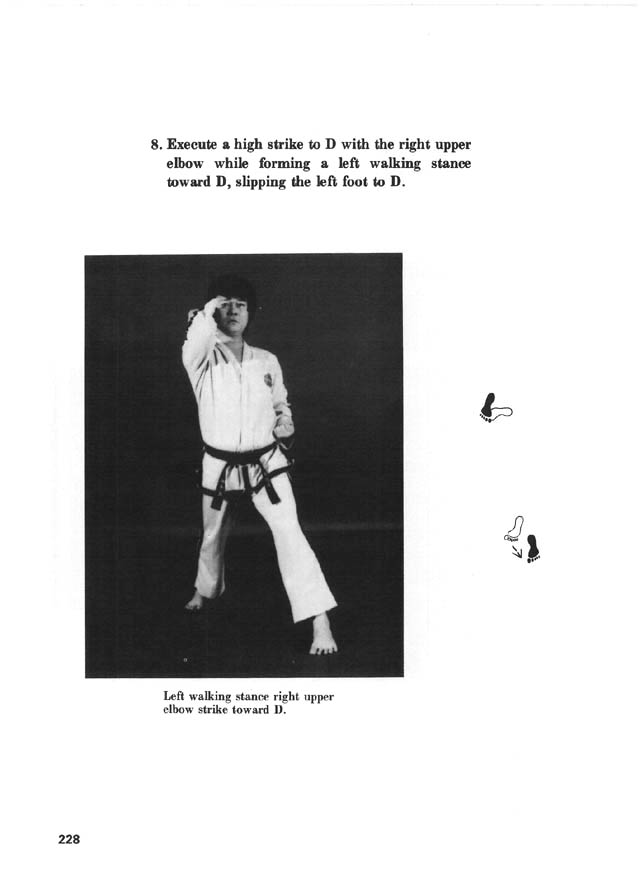 8. Execute a high strike to D with the right upper
elbow while forming a left walking stance
toward D, slipping the left foot to D.
Left walking stance right upper
elbow strike toward D.
228